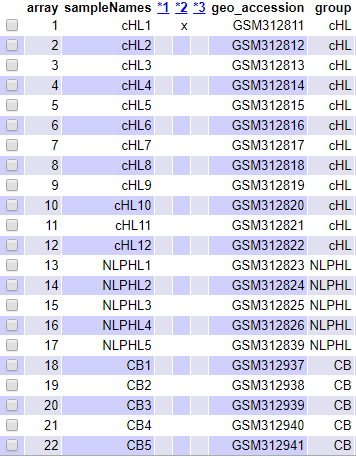 array sampleNames *1 *2 *3 geo_accession group
1 cHL1 x GSM312811 cHL
2 cHL2 GSM312812 cHL
3 cHL3 GSM312813 cHL
4 cHL4 GSM312814 cHL
5 cHL5 GSM312815 cHL
6 cHL6 GSM312816 cHL
7 cHL7 GSM312817 cHL
8 cHL8 GSM312818 cHL
9 cHL9 GSM312819 cHL
10 cHL10 GSM312820 cHL
11 cHL11 GSM312821 cHL
12 cHL12 GSM312822 cHL
13 NLPHL1 GSM312823 NLPHL
14 NLPHL2 GSM312824 NLPHL
15 NLPHL3 GSM312825 NLPHL
16 NLPHL4 GSM312826 NLPHL
17 NLPHL5 GSM312839 NLPHL
18 CB1 GSM312937 CB
19 CB2 GSM312938 CB
20 CB3 GSM312939 CB
21 CB4 GSM312940 CB
22 CB5 GSM312941 CB